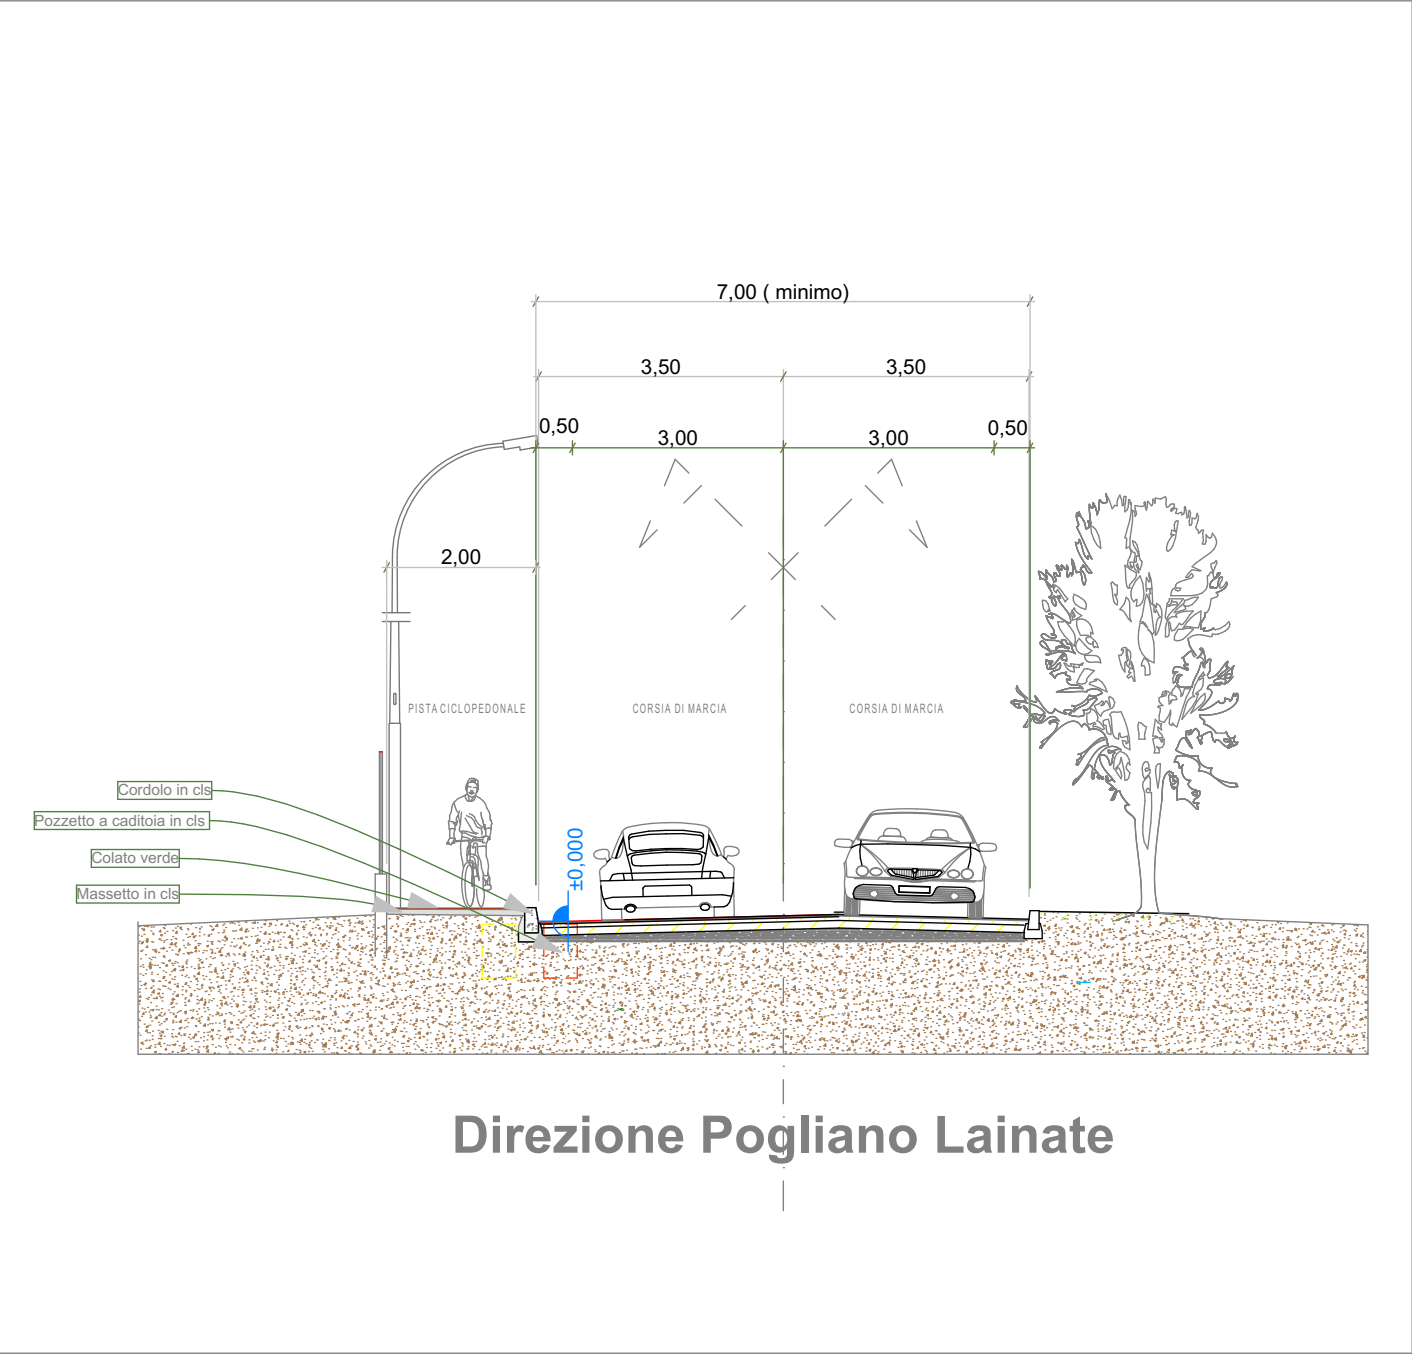 7,00 ( minimo)
3,50
3,50
0,50
3,00
3,00
0,50
2,00
PISTA CICLOPEDONALE
CORSIA DI MARCIA
CORSIA DI MARCIA
Cordolo in cls
Pozzetto a caditoia in cls
Colato verde
Massetto in cls
±0,000
Direzione Pogliano Lainate